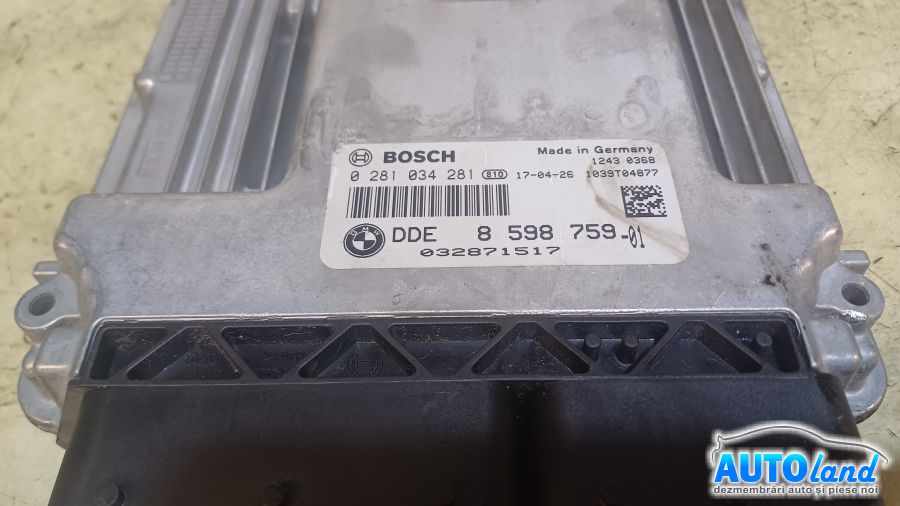 BOSCH
Made in Germany
1243 0368
0 281 034 281 810 17-04-26 1039T04877
BMW DDE 8 598 759-01
032871517
AUTOland
dezmembrări auto și piese noi